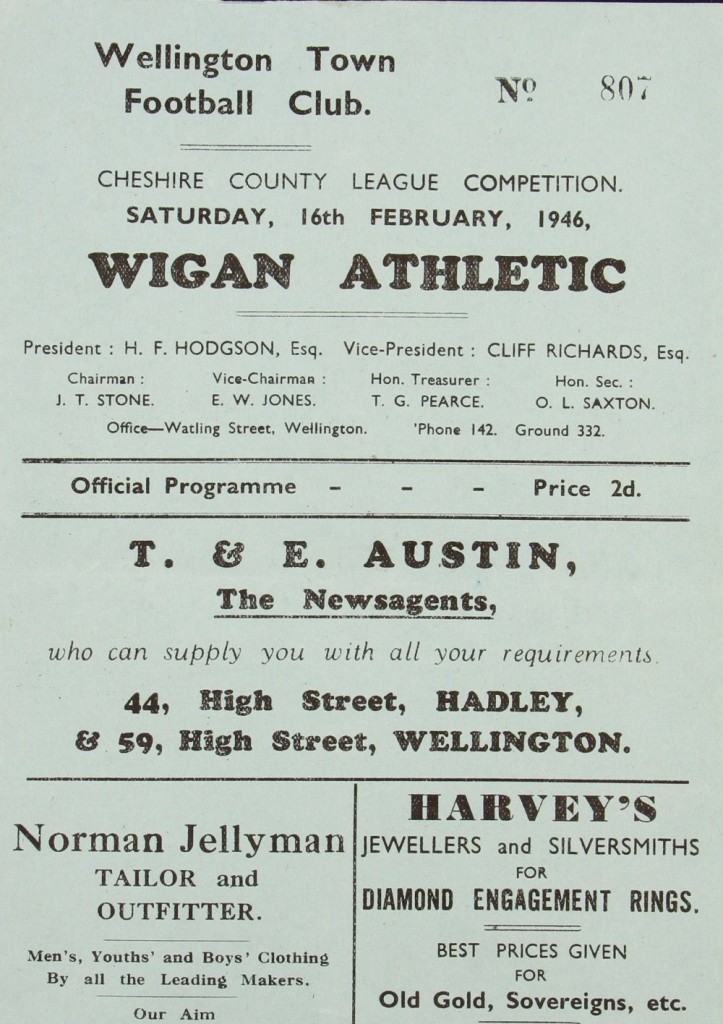 Wellington Town
Football Club.
Nº 807
CHESHIRE COUNTY LEAGUE COMPETITION.
SATURDAY, 16th FEBRUARY, 1946,
WIGAN ATHLETIC
President : H. F. HODGSON, Esq. Vice-President : CLIFF RICHARDS, Esq.
Chairman : Vice-Chairman : Hon. Treasurer : Hon. Sec. :
J. T. STONE. E. W. JONES. T. G. PEARCE. O. L. SAXTON.
Office—Watling Street, Wellington. 'Phone 142. Ground 332.
Official Programme - - - Price 2d.
T. & E. AUSTIN,
The Newsagents,
who can supply you with all your requirements.
44, High Street, HADLEY,
& 59, High Street, WELLINGTON.
Norman Jellyman
TAILOR and
OUTFITTER.
Men's, Youths' and Boys' Clothing
By all the Leading Makers.
Our Aim
HARVEY'S
JEWELLERS and SILVERSMITHS
FOR
DIAMOND ENGAGEMENT RINGS.
BEST PRICES GIVEN
FOR
Old Gold, Sovereigns, etc.